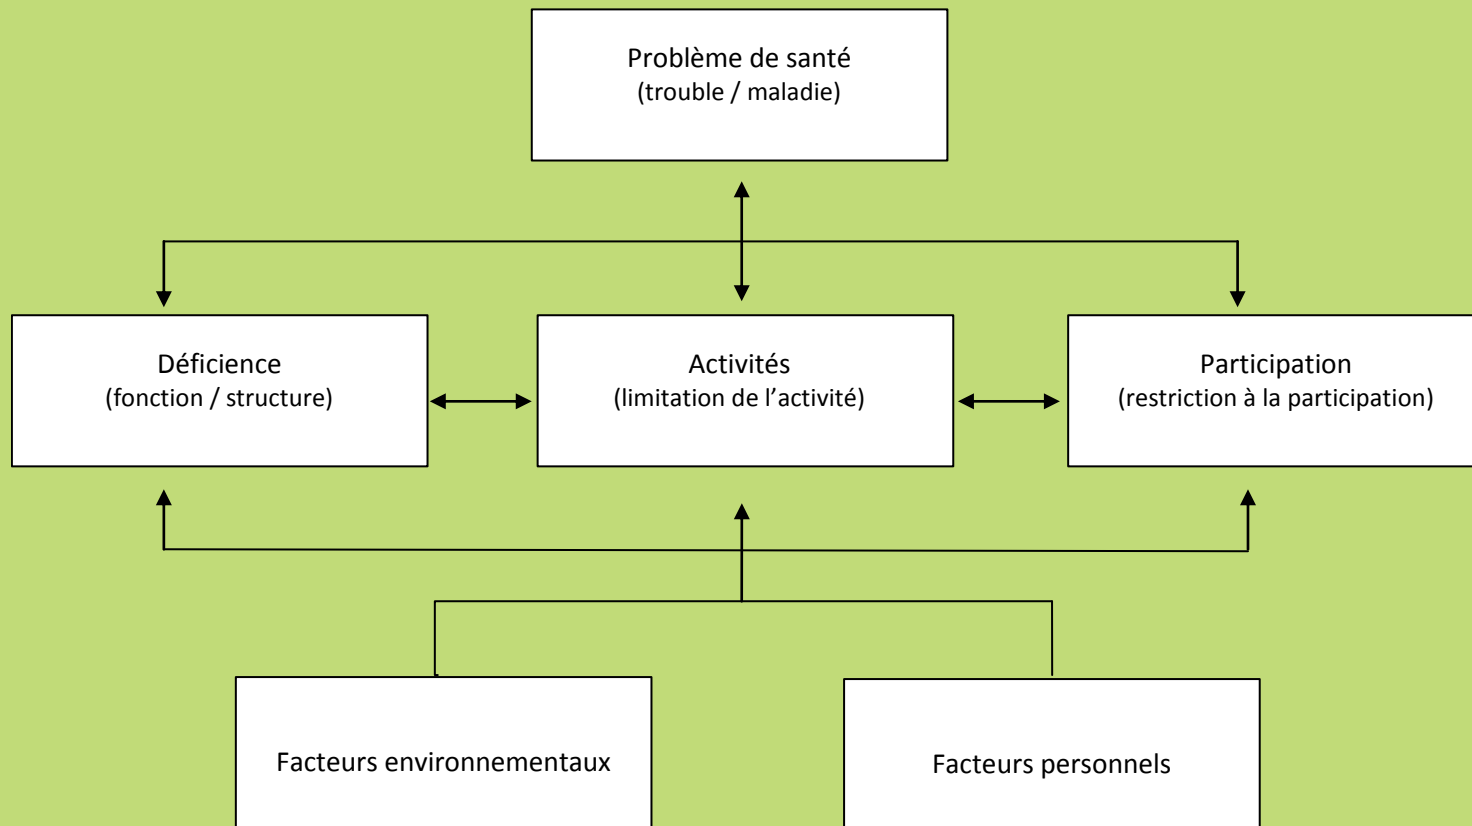 Problème de santé
(trouble / maladie)
Déficience
(fonction / structure)
Activités
(limitation de l’activité)
Participation
(restriction à la participation)
Facteurs environnementaux
Facteurs personnels